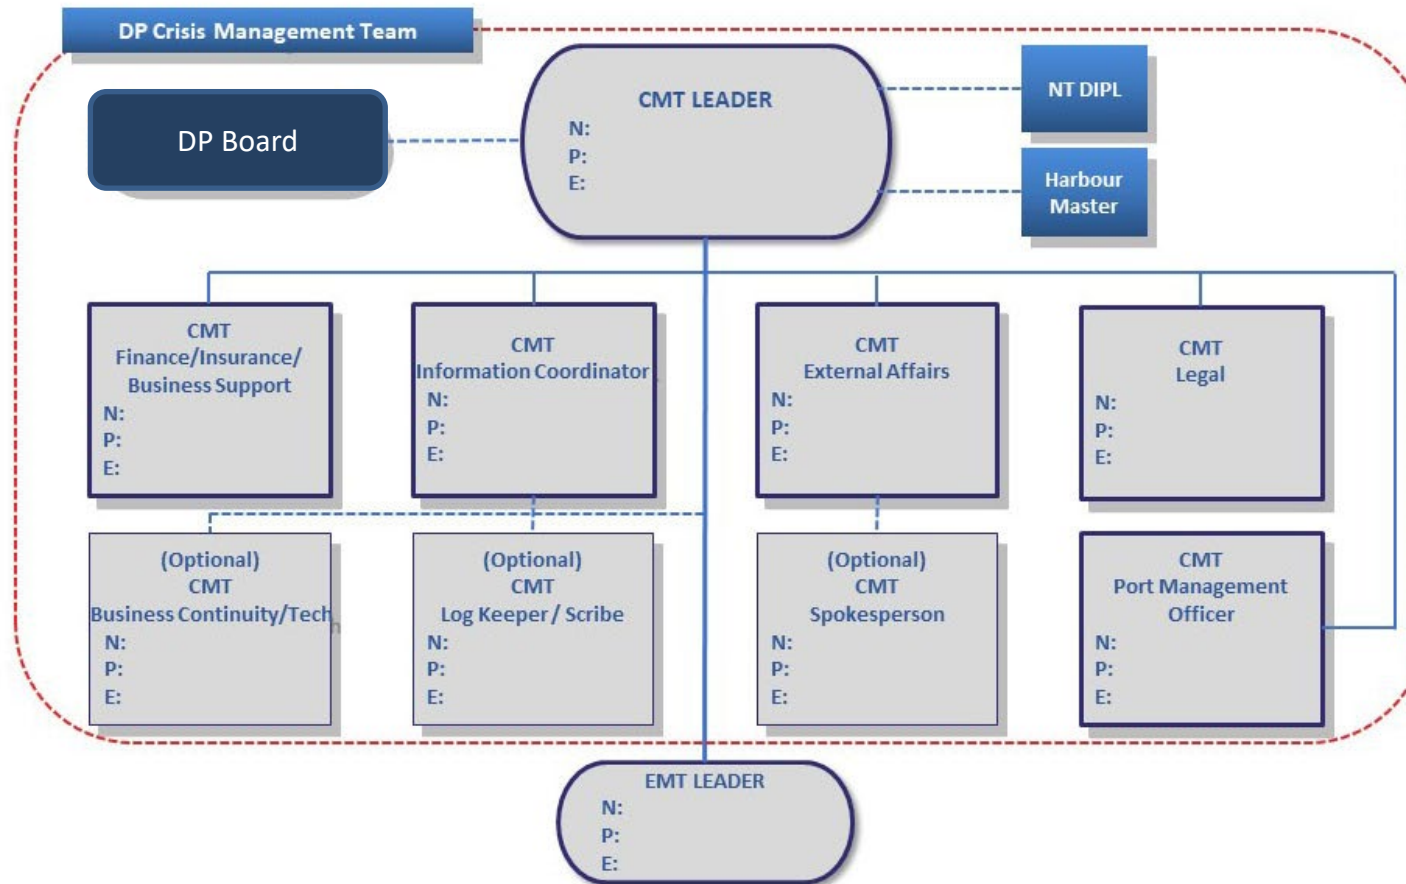 DP Crisis Management Team
DP Board
CMT LEADER
N:
P:
E:
NT DIPL
Harbour
Master
CMT
Finance/Insurance/
Business Support
N:
P:
E:
CMT
Information Coordinator
N:
P:
E:
CMT
External Affairs
N:
P:
E:
CMT
Legal
N:
P:
E:
(Optional)
CMT
Business Continuity/Tech
N:
P:
E:
(Optional)
CMT
Log Keeper / Scribe
N:
P:
E:
(Optional)
CMT
Spokesperson
N:
P:
E:
CMT
Port Management
Officer
N:
P:
E:
EMT LEADER
N:
P:
E: